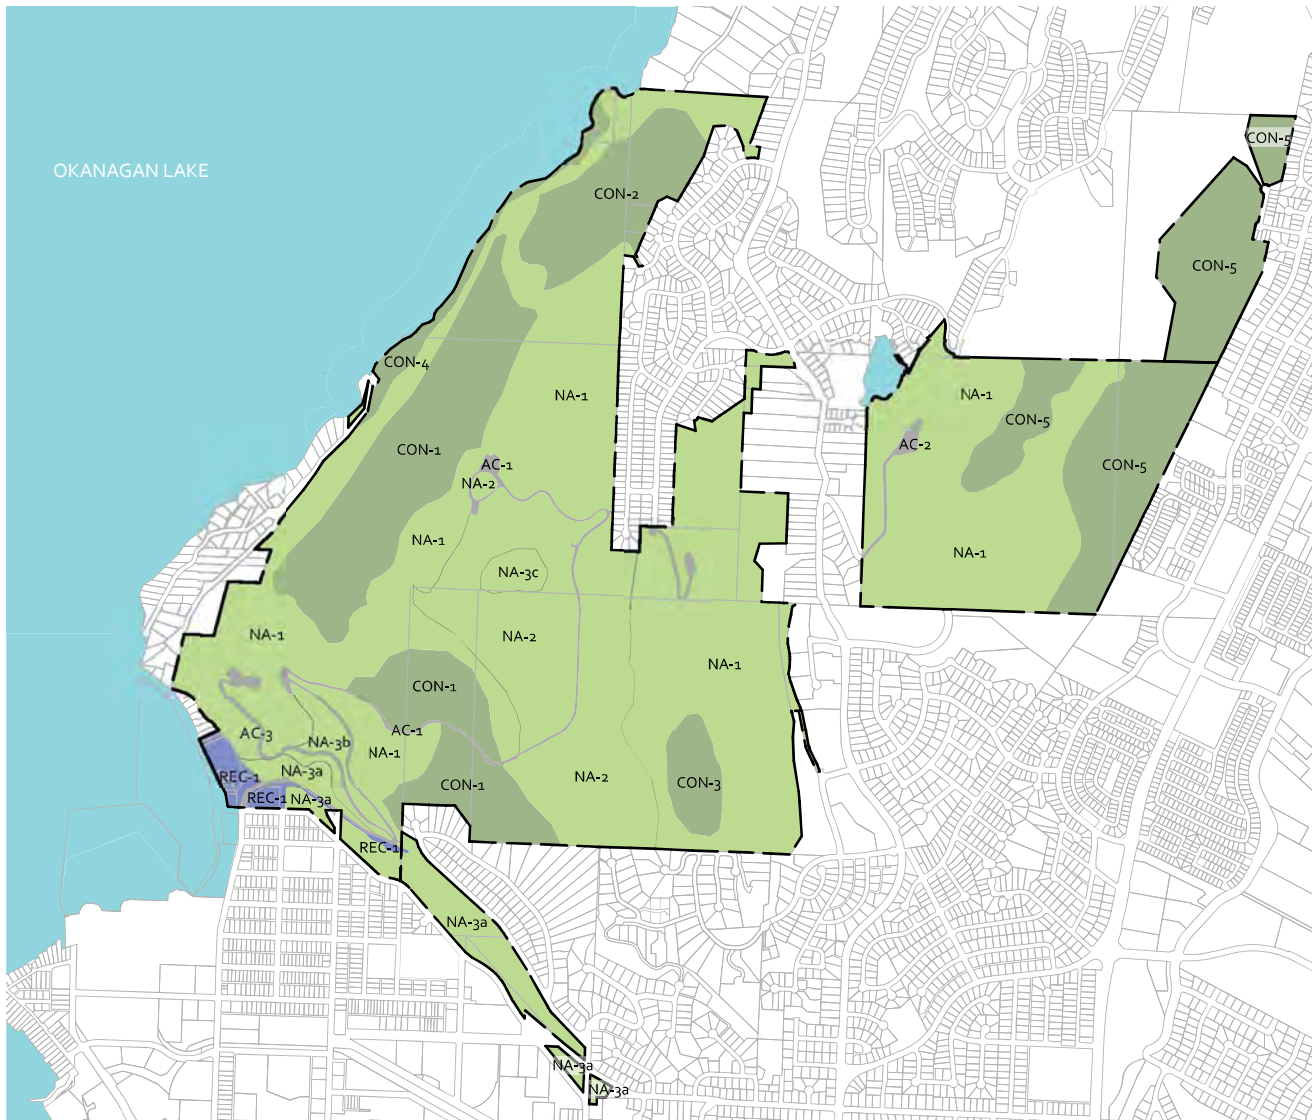 CON-5
OKANAGAN LAKE
CON-2
CON-5
CON-4
NA-1
NA-1
CON-5
AC-2
CON-1
AC-1
CON-5
NA-2
NA-1
NA-1
NA-3c
NA-1
NA-2
NA-1
CON-1
AC-1
AC-3
NA-3b
NA-1
NA-3a
REC-1
NA-2
CON-3
CON-1
REC-1
NA-3a
REC-1
NA-3a
NA-3a
NA-3a